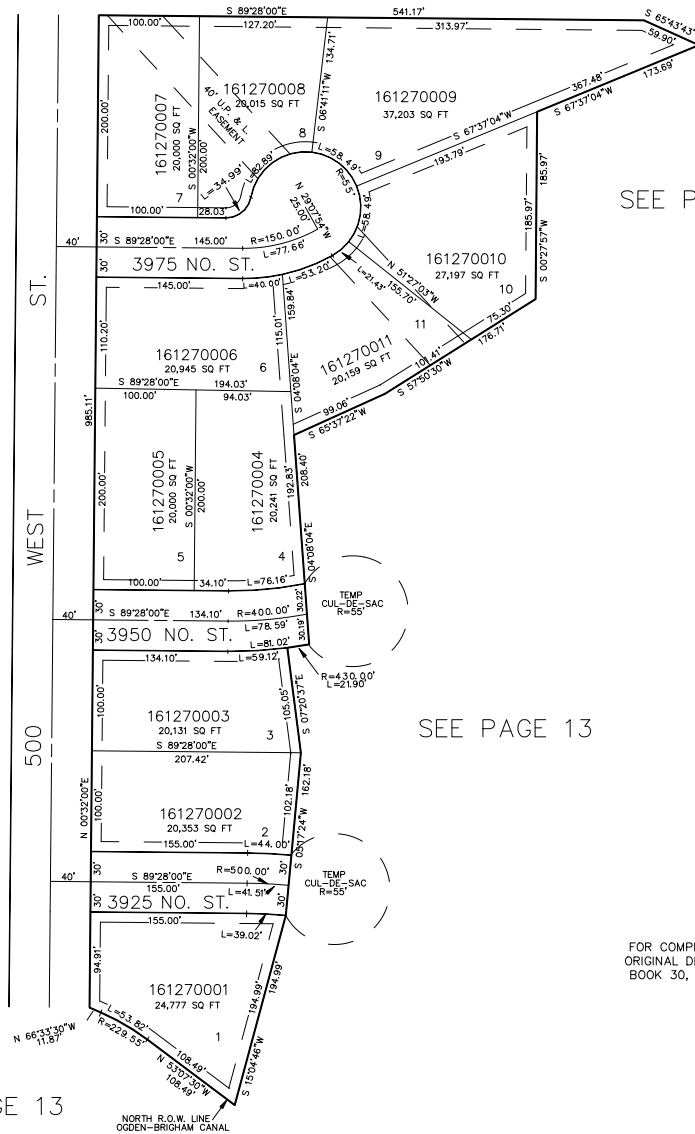 S 89°28'00"E
541.17'
S 65°43'43"
100.00'
127.20'
313.97'
59.90'
173.69'
134.71'
S 06°41'11"W
161270008
20,015 SQ FT
161270009
37,203 SQ FT
367.48'
S 67°37'04"W
S 67°37'04"W
193.79'
40' U.P. & L.
EASEMENT
200.00'
161270007
20,000 SQ FT
S 00°32'00"W
200.00'
8
L=58.49'
9
L=82.89'
L=34.99'
R=5.5'
7
N 29°07'54"W
25.00'
L=58.49'
185.97'
185.97'
S 00°27'57"W
SEE P
100.00'
28.03'
40'
30'
S 89°28'00"E
145.00'
R=150.00'
L=77.66'
30'
3975 NO. ST.
145.00'
L=40.00'
L=53.20'
L=21.43'
N 51°27'03"W
155.70'
161270010
27,197 SQ FT
10
75.30'
176.71'
ST.
110.20'
159.84'
115.01'
161270006
20,945 SQ FT
6
S 04°08'04"E
11
161270011
20,159 SQ FT
101.41'
S 57°50'30"W
99.06'
S 65°37'22"W
S 89°28'00"E
194.03'
100.00'
94.03'
985.11'
200.00'
161270005
20,000 SQ FT
S 00°32'00"W
200.00'
161270004
20,241 SQ FT
192.83'
208.40'
S 04°08'04"E
5
4
WEST
100.00'
34.10'
L=76.16'
TEMP
CUL-DE-SAC
R=55'
40'
30'
S 89°28'00"E
134.10'
R=400.00'
30.22'
L=78.59'
30'
3950 NO. ST.
L=81.02'
30.19'
134.10'
L=59.12'
R=430.00'
L=21.90'
100.00'
105.05'
S 07°20'37"E
161270003
20,131 SQ FT
3
S 89°28'00"E
207.42'
SEE PAGE 13
500
N 00°32'00"E
100.00'
161270002
20,353 SQ FT
102.18'
162.18'
S 05°17'24"W
2
155.00'
L=44.00'
40'
30'
S 89°28'00"E
155.00'
R=500.00'
30'
L=41.51'
TEMP
CUL-DE-SAC
R=55'
30'
3925 NO. ST.
30'
155.00'
L=39.02'
94.91'
161270001
24,777 SQ FT
194.99'
194.99'
1
S 15°04'46"W
FOR COMP
ORIGINAL D
BOOK 30,
N 66°33'30"W
11.87'
L=53.82'
R=229.55'
108.49'
N 53°07'30"W
108.49'
GE 13
NORTH R.O.W. LINE
OGDEN-BRIGHAM CANAL